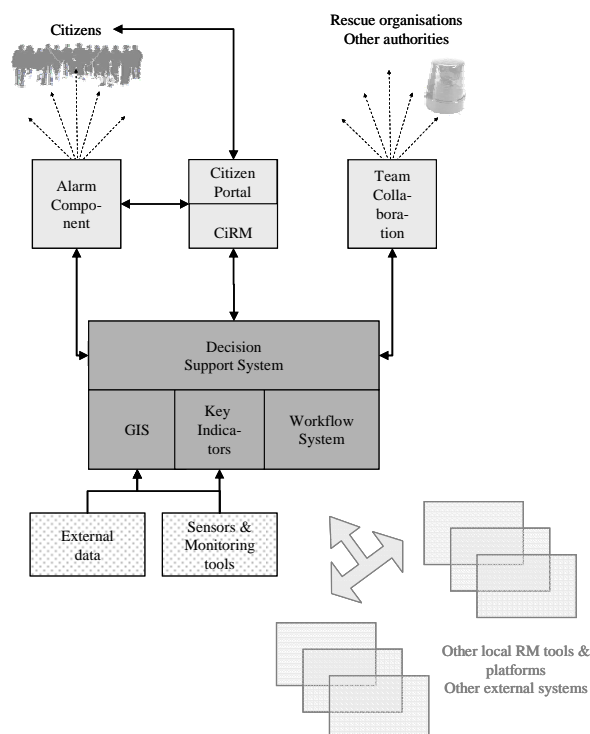 Citizens
Rescue organisations
Other authorities
Alarm
Compo-
nent
Citizen
Portal
CiRM
Team
Colla-
bora-
tion
Decision
Support System
GIS
Key
Indica-
tors
Workflow
System
External
data
Sensors &
Monitoring
tools
Other local RM tools &
platforms
Other external systems